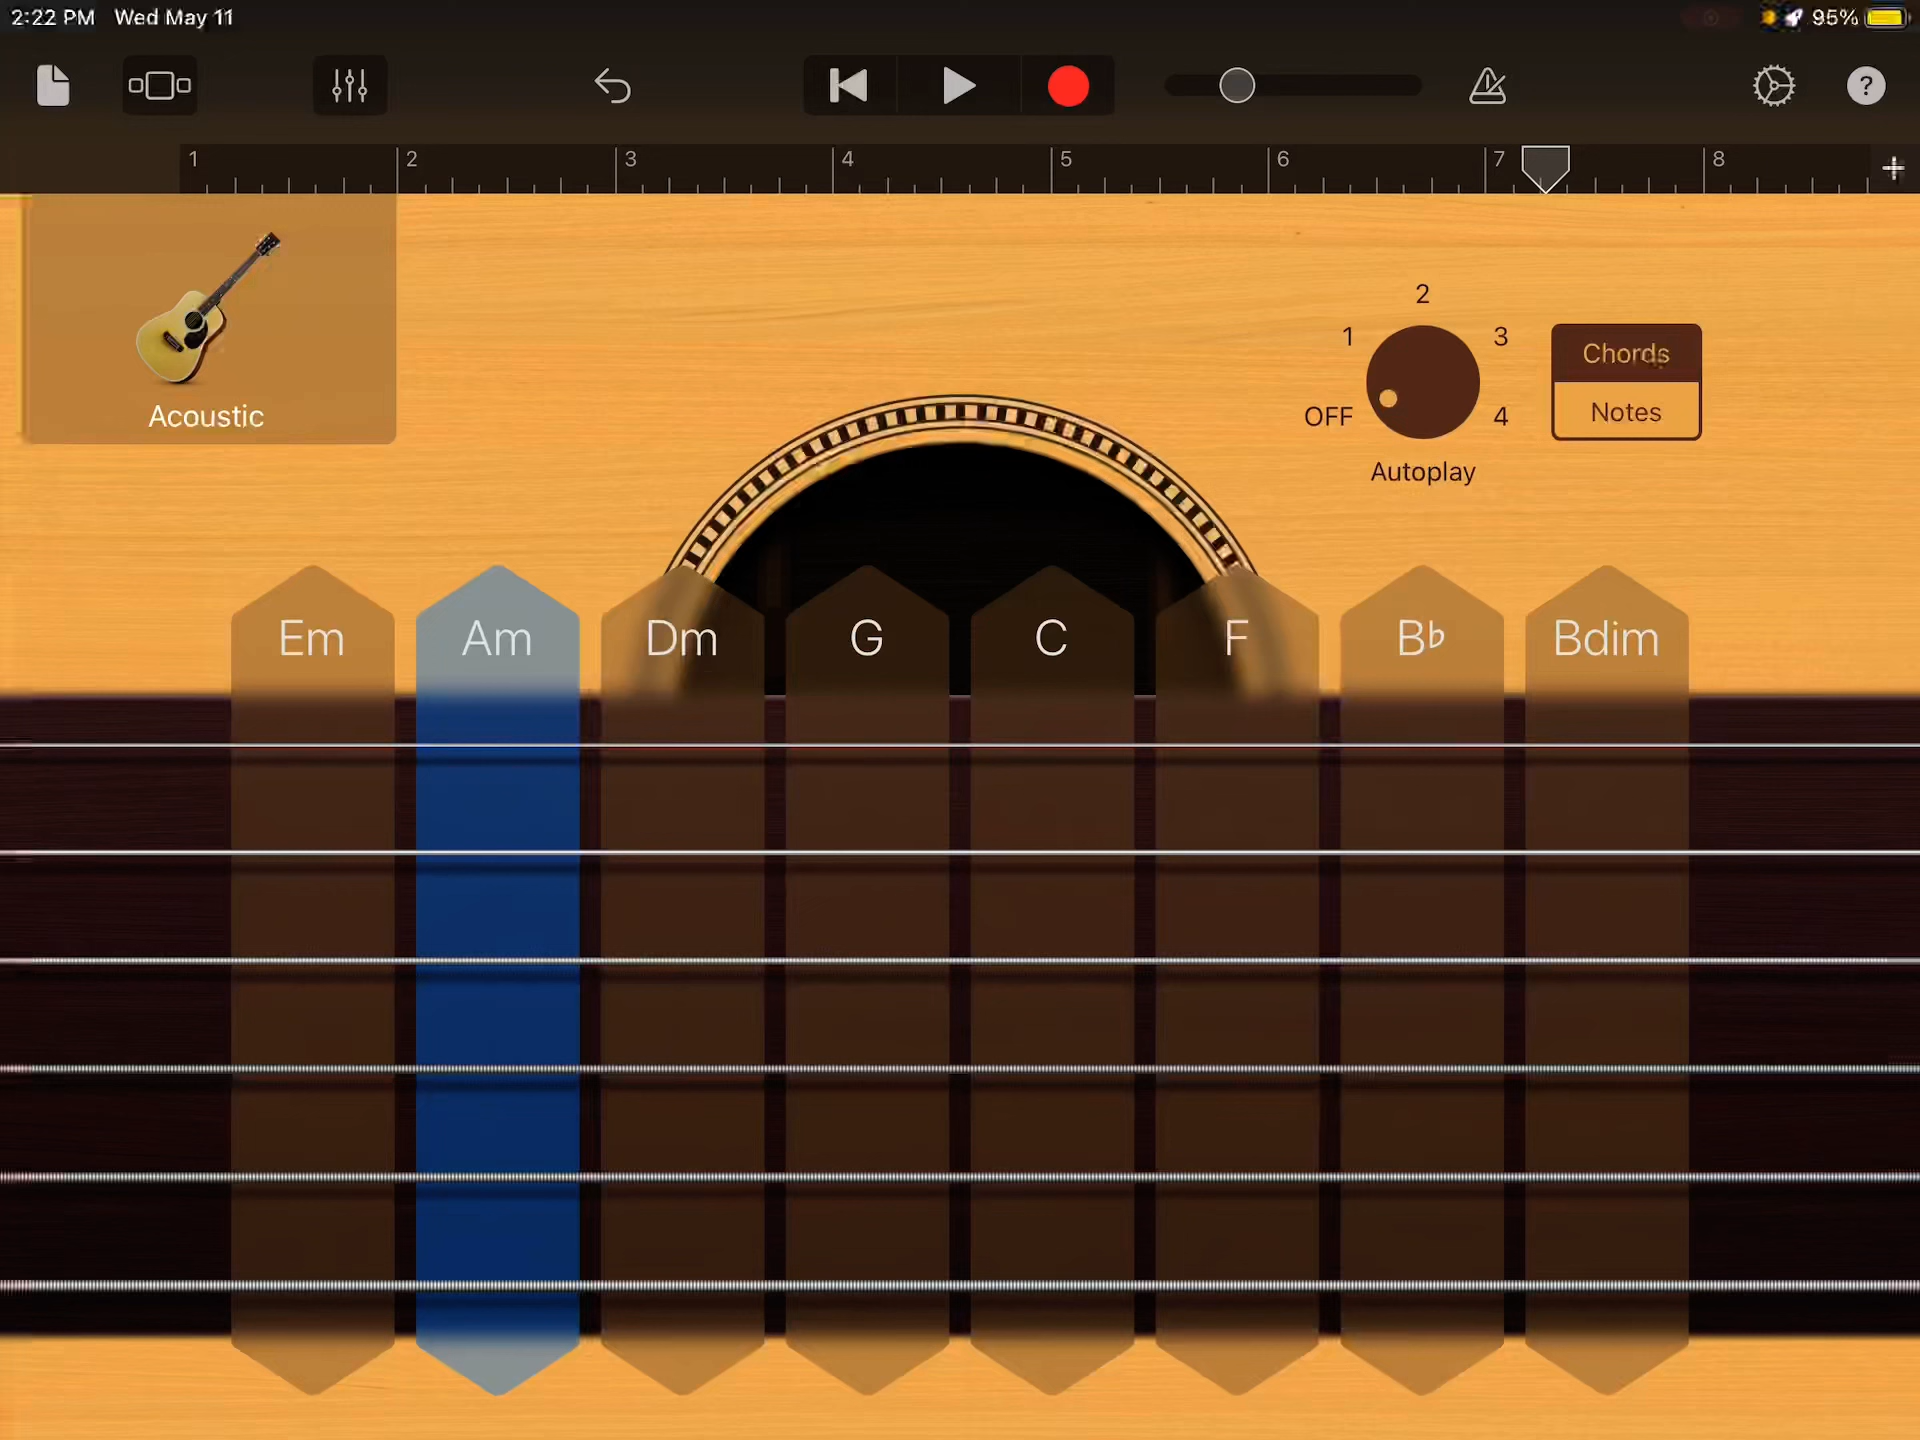 2:22 PM Wed May 11 95%
?
1 2 3 4 5 6 7 8 +
Acoustic
2
1 3
OFF 4
Autoplay
Chords
Notes
Em Am Dm G C F B♭ Bdim